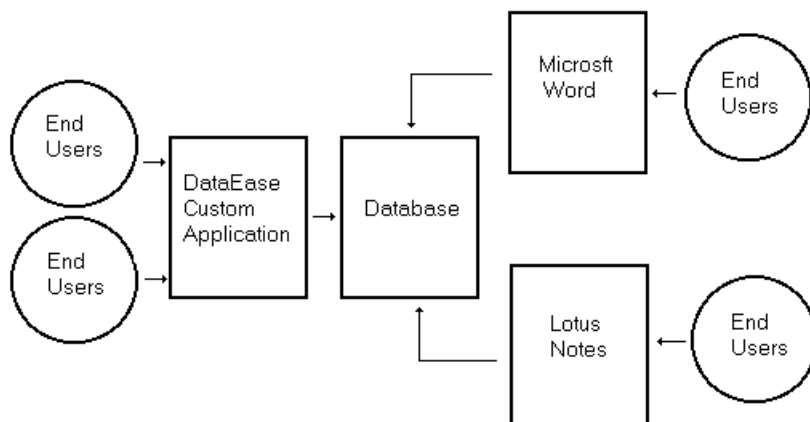 End
Users
End
Users
DataEase
Custom
Application
Database
Microsft
Word
End
Users
Lotus
Notes
End
Users